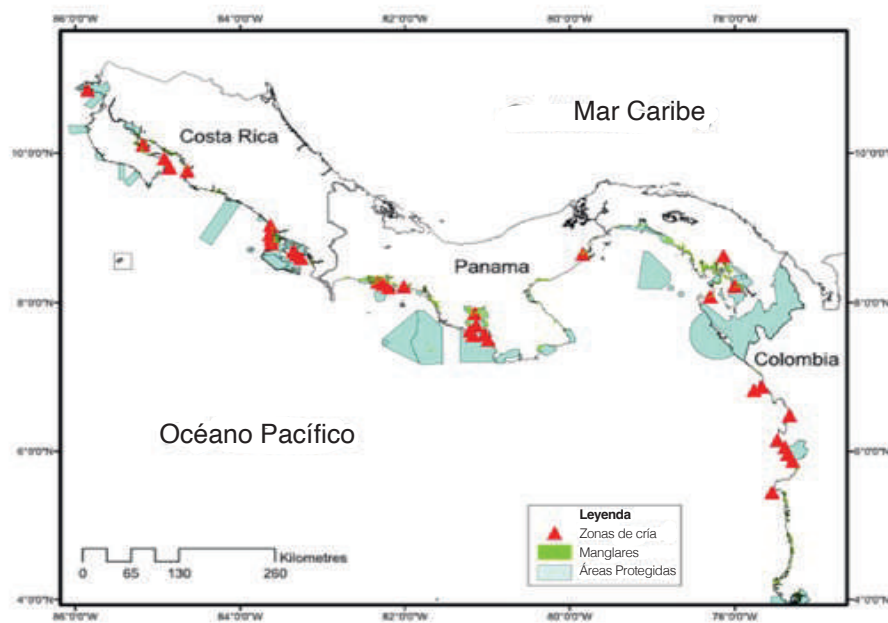 86°0'0"W 84°0'0"W 82°0'0"W 80°0'0"W 78°0'0"W
Mar Caribe
Costa Rica
10°0'0"N 10°0'0"N
Panama
8°0'0"N 8°0'0"N
Colombia
Océano Pacífico
6°0'0"N 6°0'0"N
Leyenda
Zonas de cría
Manglares
Áreas Protegidas
Kilometres
0 65 130 260
4°0'0"N 4°0'0"N
86°0'0"W 84°0'0"W 82°0'0"W 80°0'0"W 78°0'0"W